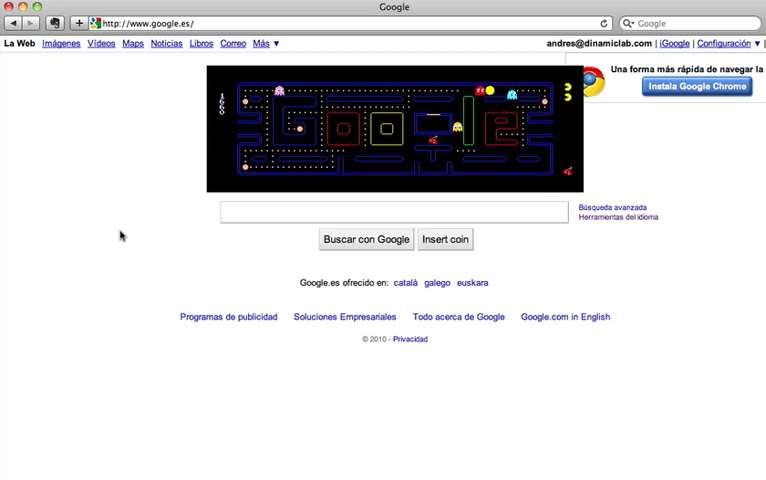 Google
http://www.google.es/
Google
La Web Imágenes Vídeos Maps Noticias Libros Correo Más ▼
andres@dinamiclab.com | iGoogle | Configuración ▼ |
Una forma más rápida de navegar la
Instala Google Chrome
Búsqueda avanzada
Herramientas del idioma
Buscar con Google Insert coin
Google.es ofrecido en: català galego euskara
Programas de publicidad Soluciones Empresariales Todo acerca de Google Google.com in English
© 2010 - Privacidad